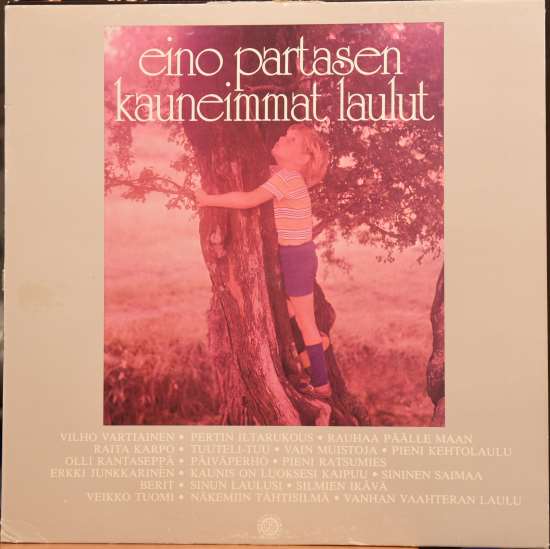 eino partasen
kauneimmat laulut
VILHO VARTIAINEN • PERTIN ILTARUKOUS • RAUHAA PÄÄLLE MAAN
RAITA KARPO • TUUTELI-TUU • VAIN MUISTOJA • PIENI KEHTOLAULU
OLLI RANTASEPPÄ • PÄIVÄPERHO • PIENI RATSUMIES
ERKKI JUNKKARINEN • KAUNIS ON LUOKSESI KAIPUU • SININEN SAIMAA
BERIT • SINUN LAULUSI • SILMIEN IKÄVÄ
VEIKKO TUOMI • NÄKEMIIN TÄHTISILMÄ • VANHAN VAAHTERAN LAULU